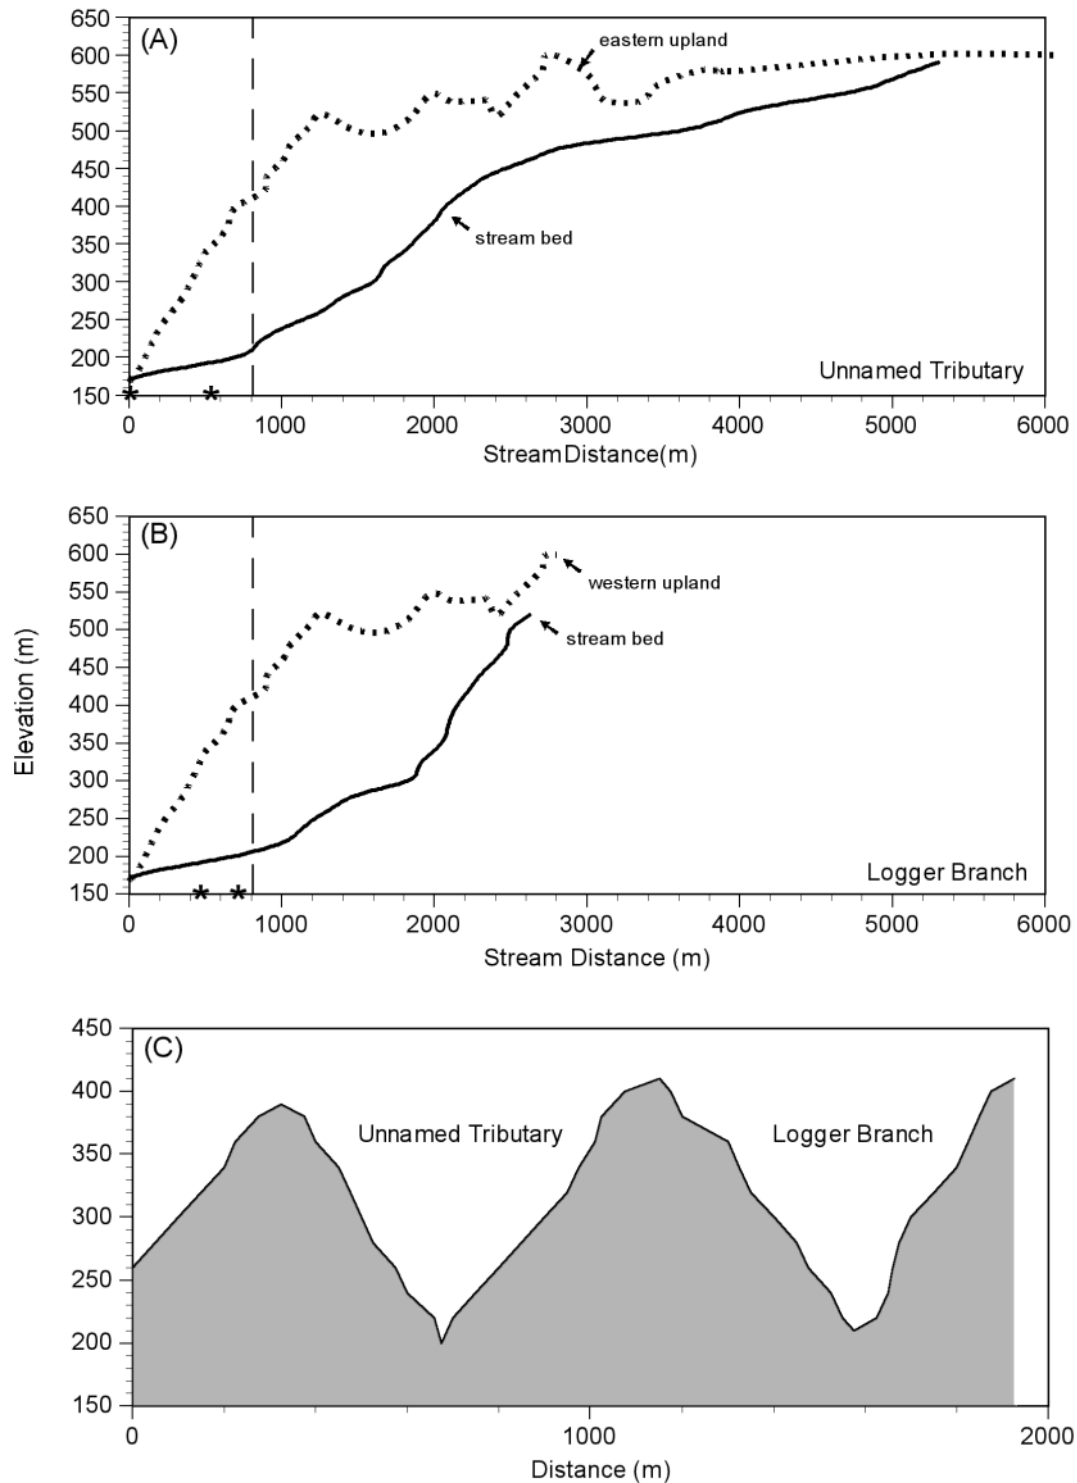 650
(A)
eastern upland
600
550
500
450
400
stream bed
350
300
250
200
Unnamed Tributary
150
* *
0 1000 2000 3000 4000 5000 6000
StreamDistance(m)
650
(B)
600
western upland
550
stream bed
500
450
400
350
300
250
200
Logger Branch
150
* *
0 1000 2000 3000 4000 5000 6000
Stream Distance (m)
Elevation (m)
450
(C)
400
Unnamed Tributary Logger Branch
350
300
250
200
150
0 1000 2000
Distance (m)